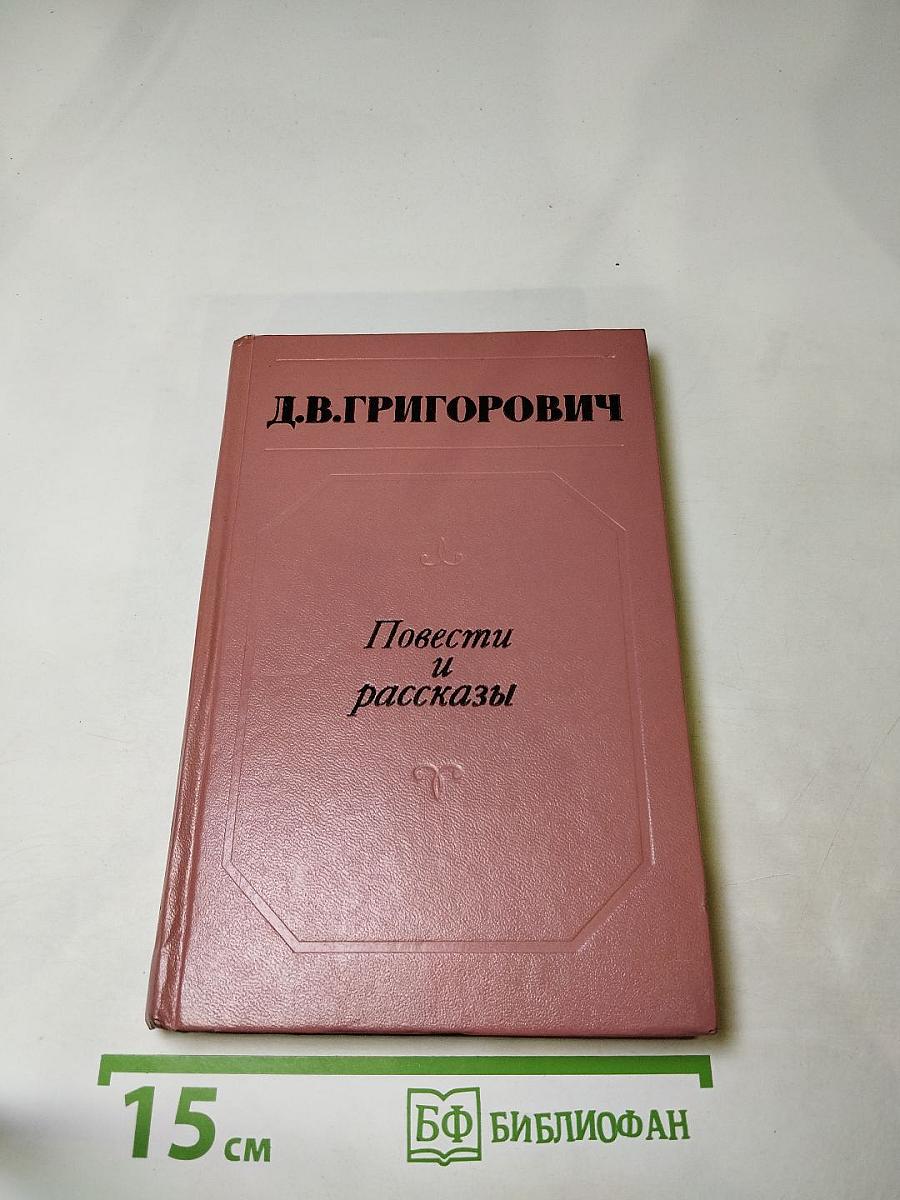 Д.В.ГРИГОРОВИЧ
Повести
и
рассказы
15 см
БФ БИБЛИОФАН